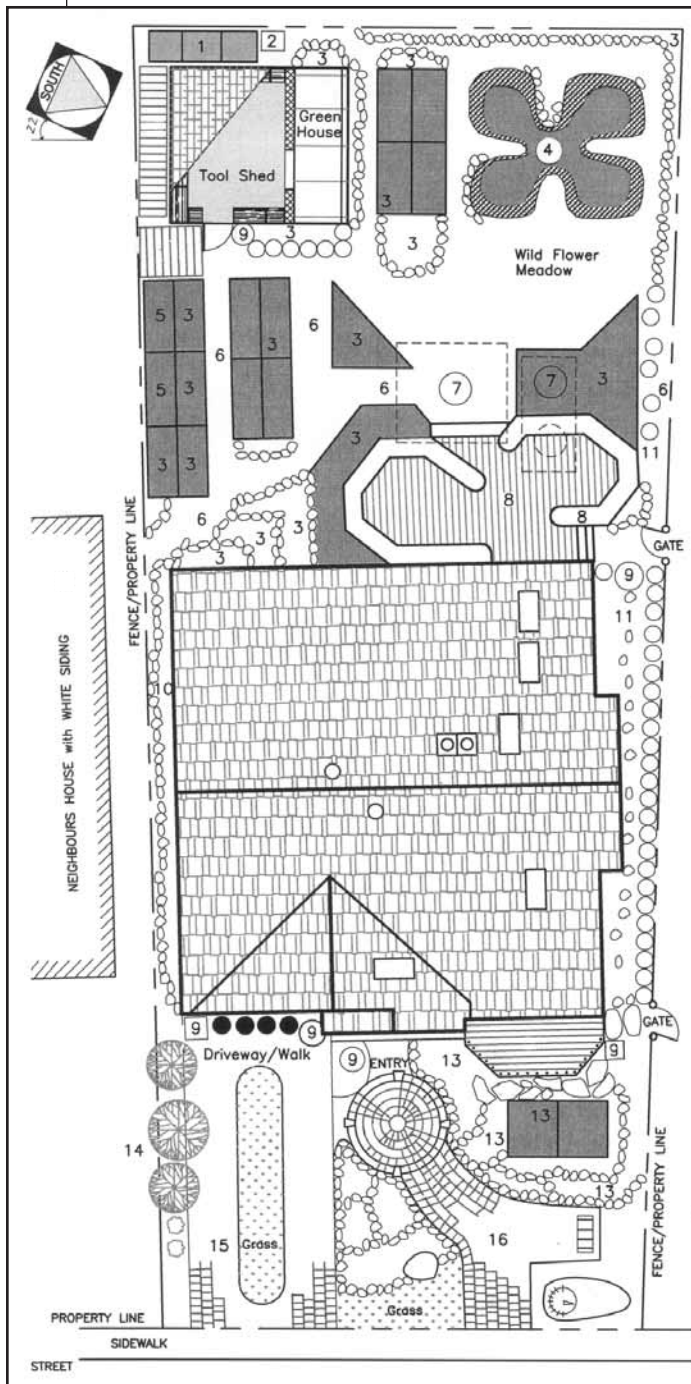 1
2
3
3
3
SOUTH
22
Green
House
4
Tool Shed
3
3
9
3
Wild Flower
Meadow
5
3
6
3
6
3
6
7
7
3
6
5
3
11
3
3
3
8
8
6
3
3
3
GATE
9
11
FENCE/PROPERTY LINE
NEIGHBOURS HOUSE with WHITE SIDING
10
9
9
GATE
9
Driveway/Walk
9
ENTRY
13
13
13
13
14
15
Grass
16
Grass
FENCE/PROPERTY LINE
PROPERTY LINE
SIDEWALK
STREET